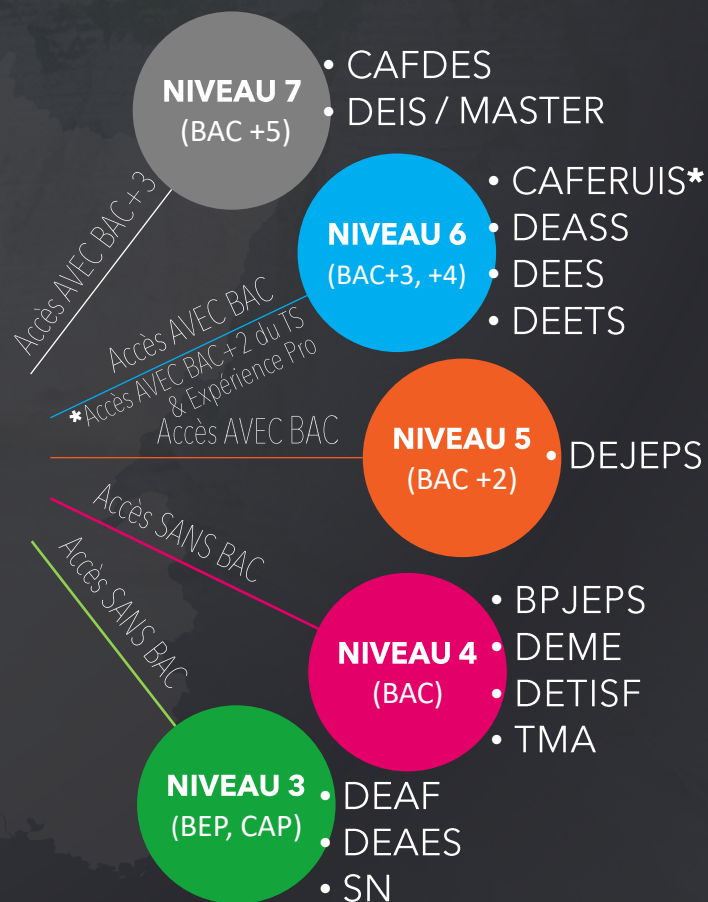 NIVEAU 7
(BAC +5)
• CAFDES
• DEIS / MASTER
Accès AVEC BAC +3
NIVEAU 6
(BAC+3, +4)
• CAFERUIS*
• DEASS
• DEES
• DEETS
Accès AVEC BAC
*Accès AVEC BAC+2 du TS
& Expérience Pro
NIVEAU 5
(BAC +2)
• DEJEPS
Accès AVEC BAC
NIVEAU 4
(BAC)
• BPJEPS
• DEME
• DETISF
• TMA
Accès SANS BAC
NIVEAU 3
(BEP, CAP)
• DEAF
• DEAES
• SN
Accès SANS BAC